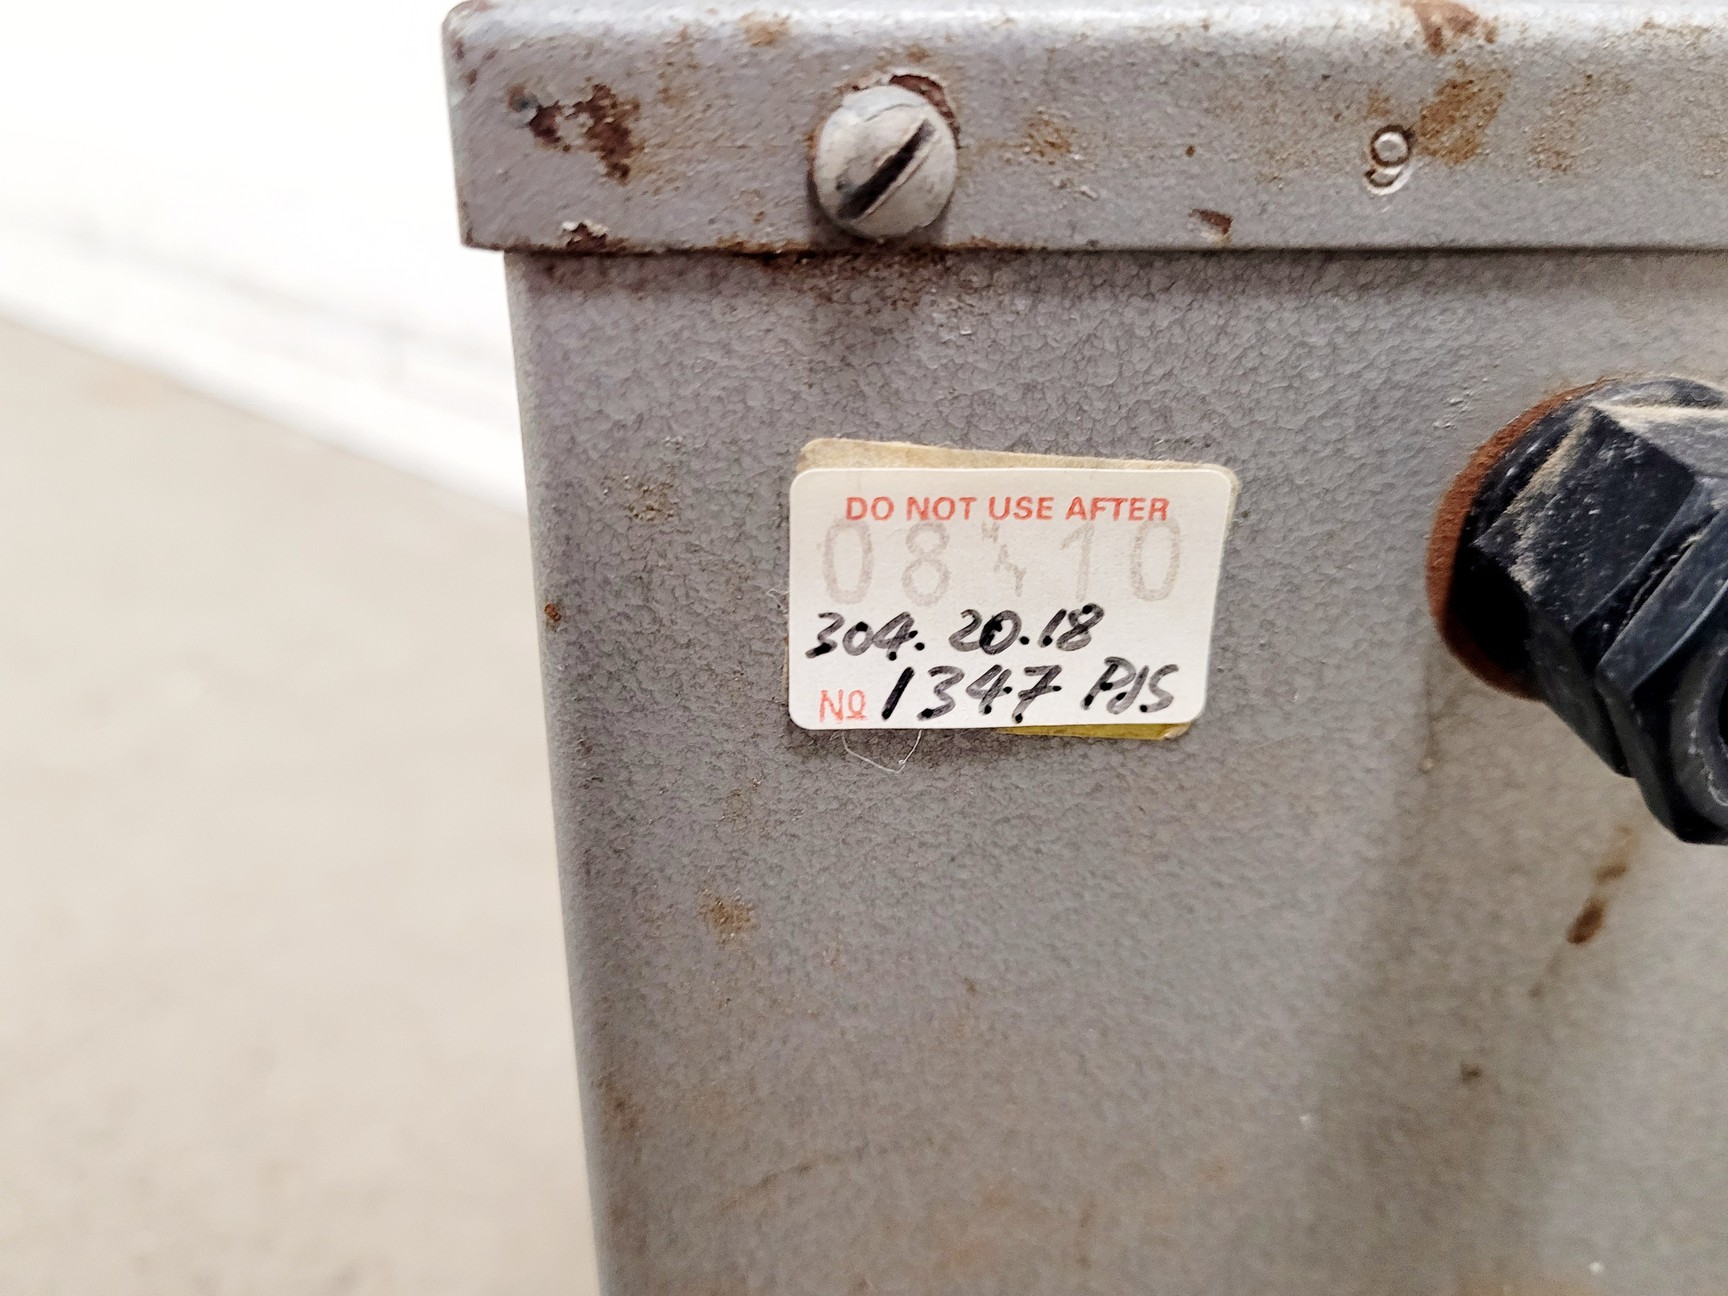 9
DO NOT USE AFTER
08 10
304. 20.18
№ 1347 PJS